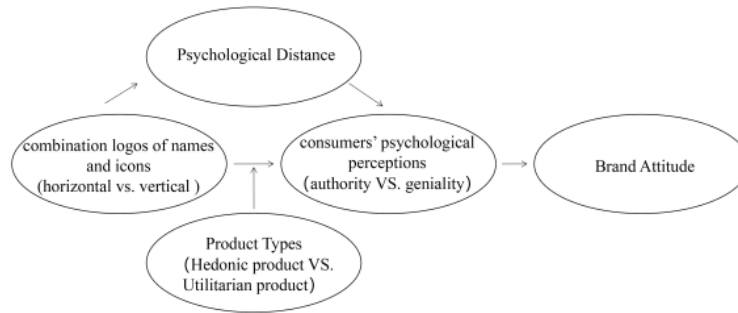 Psychological Distance
combination logos of names
and icons
(horizontal vs. vertical )
consumers' psychological
perceptions
(authority VS. geniality)
Brand Attitude
Product Types
(Hedonic product VS.
Utilitarian product)